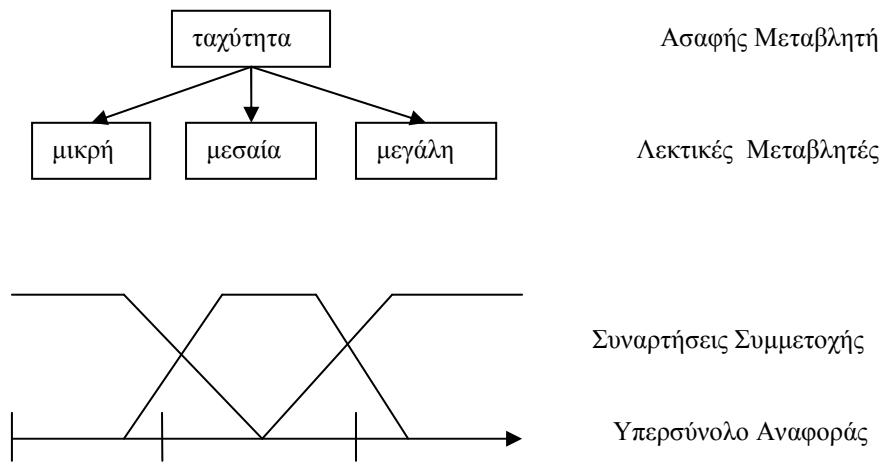 ταχύτητα Ασαφής Μεταβλητή
μικρή μεσαία μεγάλη Λεκτικές Μεταβλητές
Συναρτήσεις Συμμετοχής
Υπερσύνολο Αναφοράς